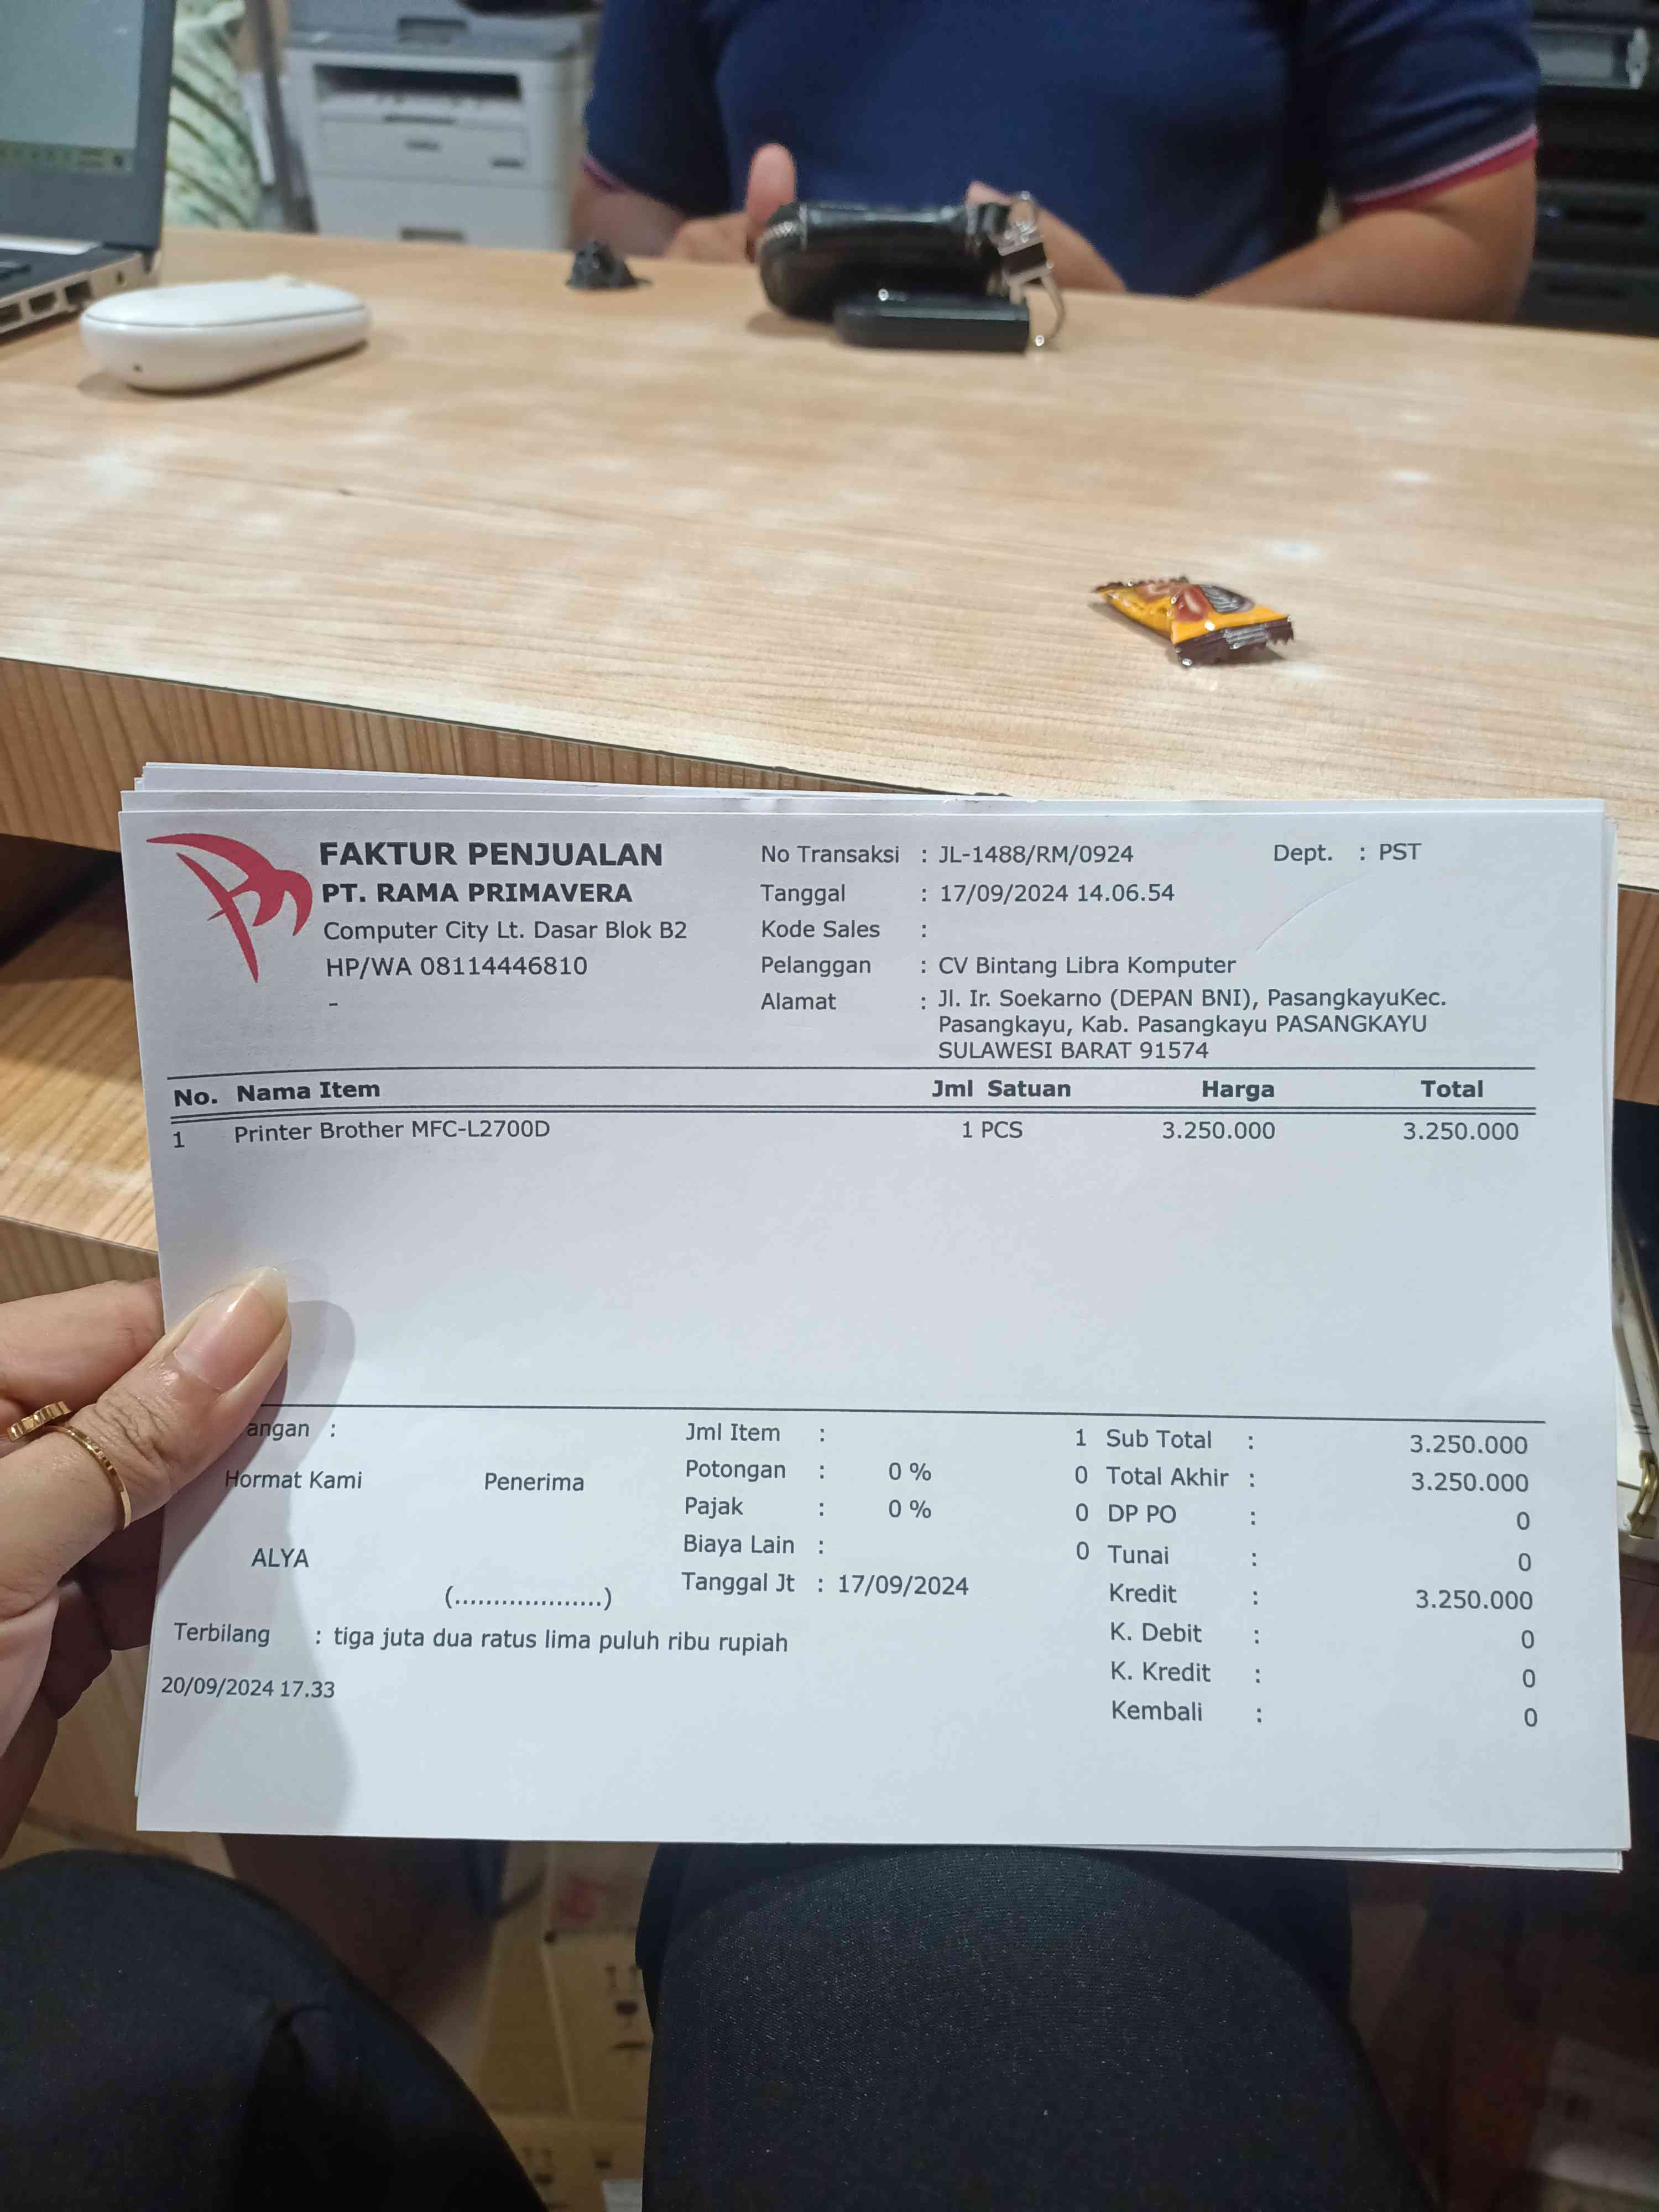 FAKTUR PENJUALAN
PT. RAMA PRIMAVERA
Computer City Lt. Dasar Blok B2
HP/WA 08114446810
-
No Transaksi : JL-1488/RM/0924
Dept. : PST
Tanggal : 17/09/2024 14.06.54
Kode Sales :
Pelanggan : CV Bintang Libra Komputer
Alamat : Jl. Ir. Soekarno (DEPAN BNI), PasangkayuKec.
Pasangkayu, Kab. Pasangkayu PASANGKAYU
SULAWESI BARAT 91574
No. Nama Item Jml Satuan Harga Total
1 Printer Brother MFC-L2700D 1 PCS 3.250.000 3.250.000
angan :
Hormat Kami Penerima
ALYA
(...................)
Jml Item : 1
Potongan : 0 % 0
Pajak : 0 % 0
Biaya Lain : 0
Tanggal Jt : 17/09/2024
Sub Total : 3.250.000
Total Akhir : 3.250.000
DP PO : 0
Tunai : 0
Kredit : 3.250.000
K. Debit : 0
K. Kredit : 0
Kembali : 0
Terbilang : tiga juta dua ratus lima puluh ribu rupiah
20/09/2024 17.33